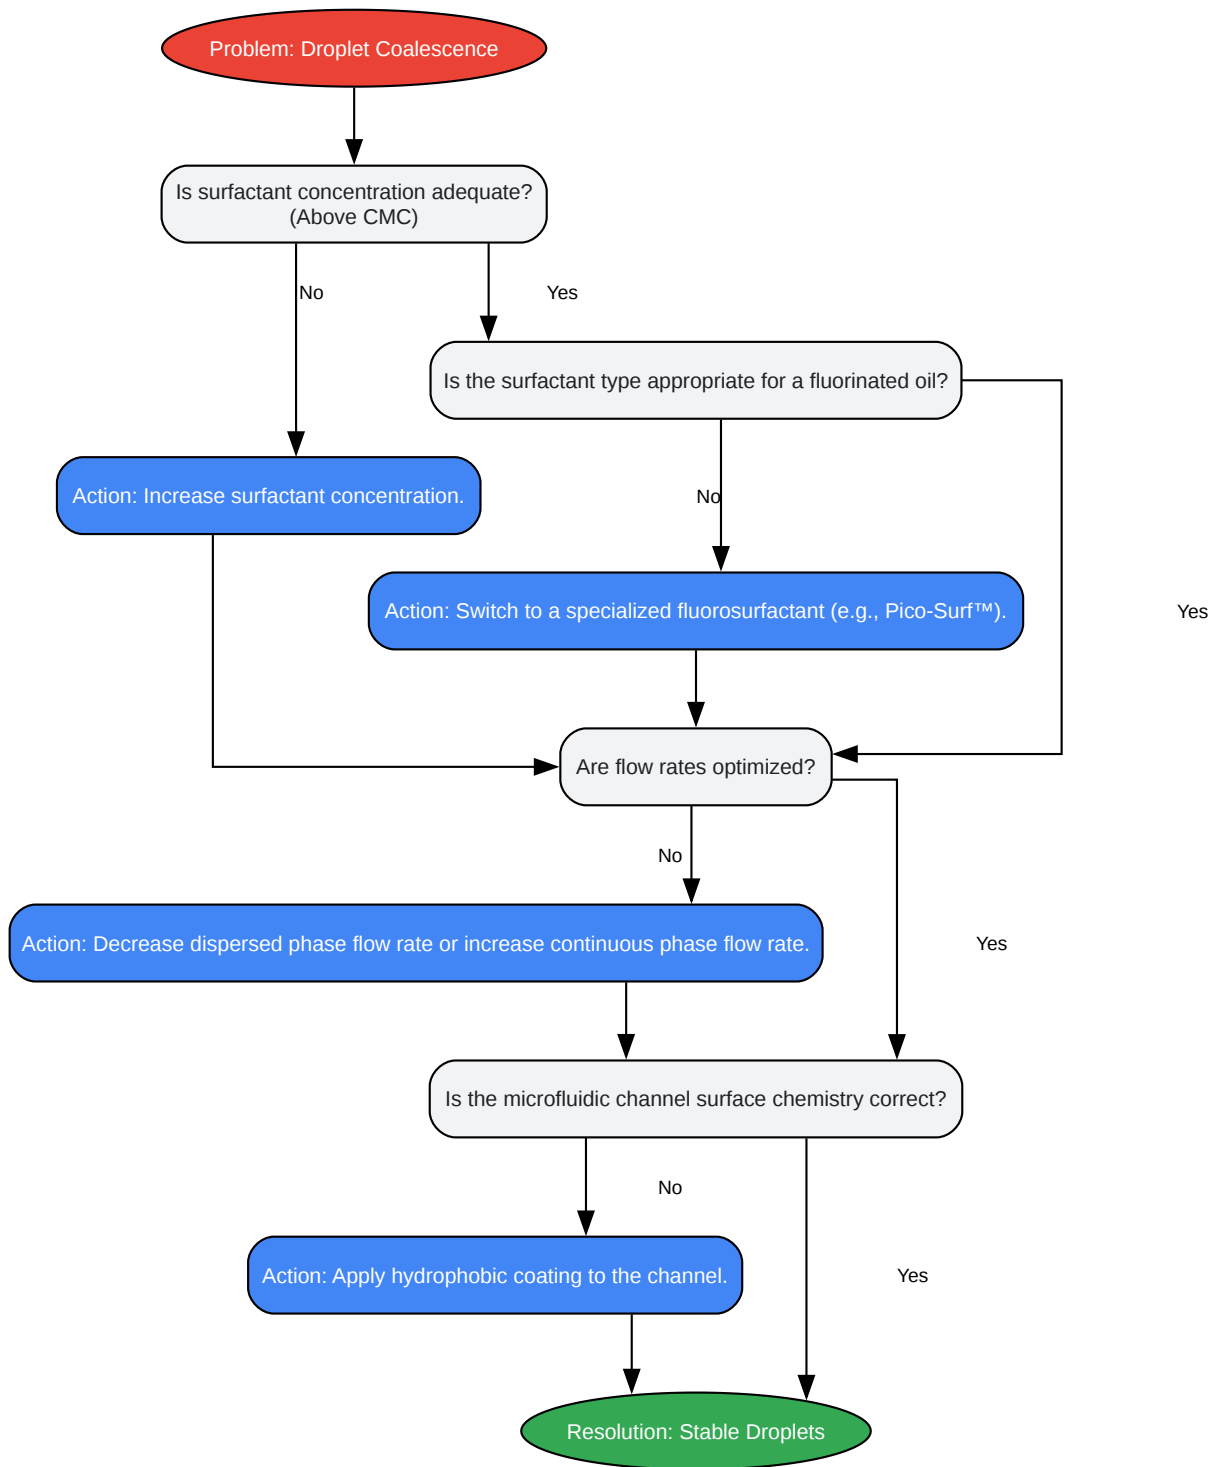 Problem: Droplet Coalescence
Is surfactant concentration adequate?
(Above CMC)
No
Yes
Is the surfactant type appropriate for a fluorinated oil?
Action: Increase surfactant concentration.
No
Action: Switch to a specialized fluorosurfactant (e.g., Pico-Surf™).
Yes
Are flow rates optimized?
No
Action: Decrease dispersed phase flow rate or increase continuous phase flow rate.
Yes
Is the microfluidic channel surface chemistry correct?
No
Action: Apply hydrophobic coating to the channel.
Yes
Resolution: Stable Droplets